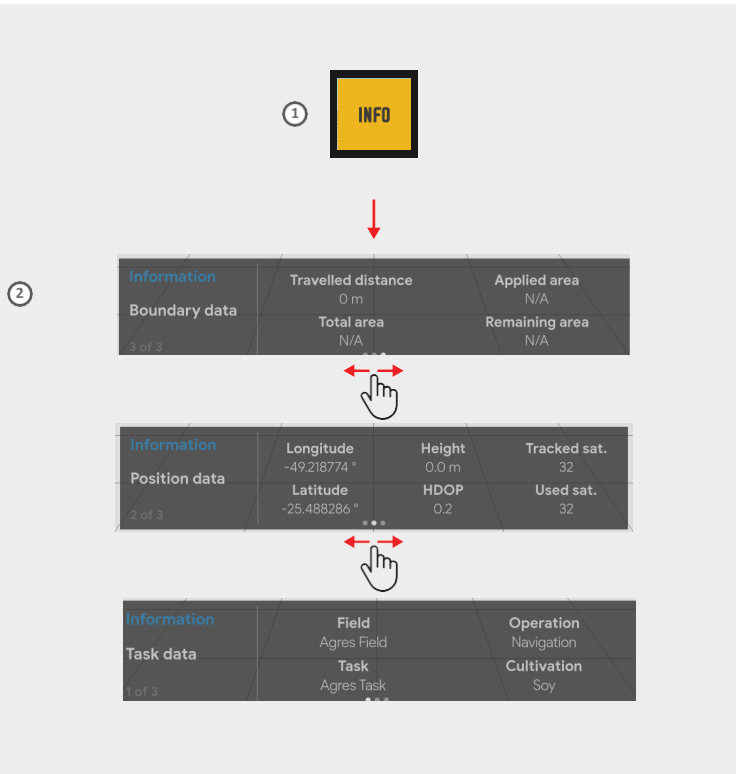 1
INFO
2
Information
Boundary data
3 of 3
Travelled distance
0 m
Applied area
N/A
Total area
N/A
Remaining area
N/A
Information
Position data
2 of 3
Longitude
-49.218774 °
Height
0.0 m
Tracked sat.
32
Latitude
-25.488286 °
HDOP
0.2
Used sat.
32
Information
Task data
1 of 3
Field
Agres Field
Operation
Navigation
Task
Agres Task
Cultivation
Soy